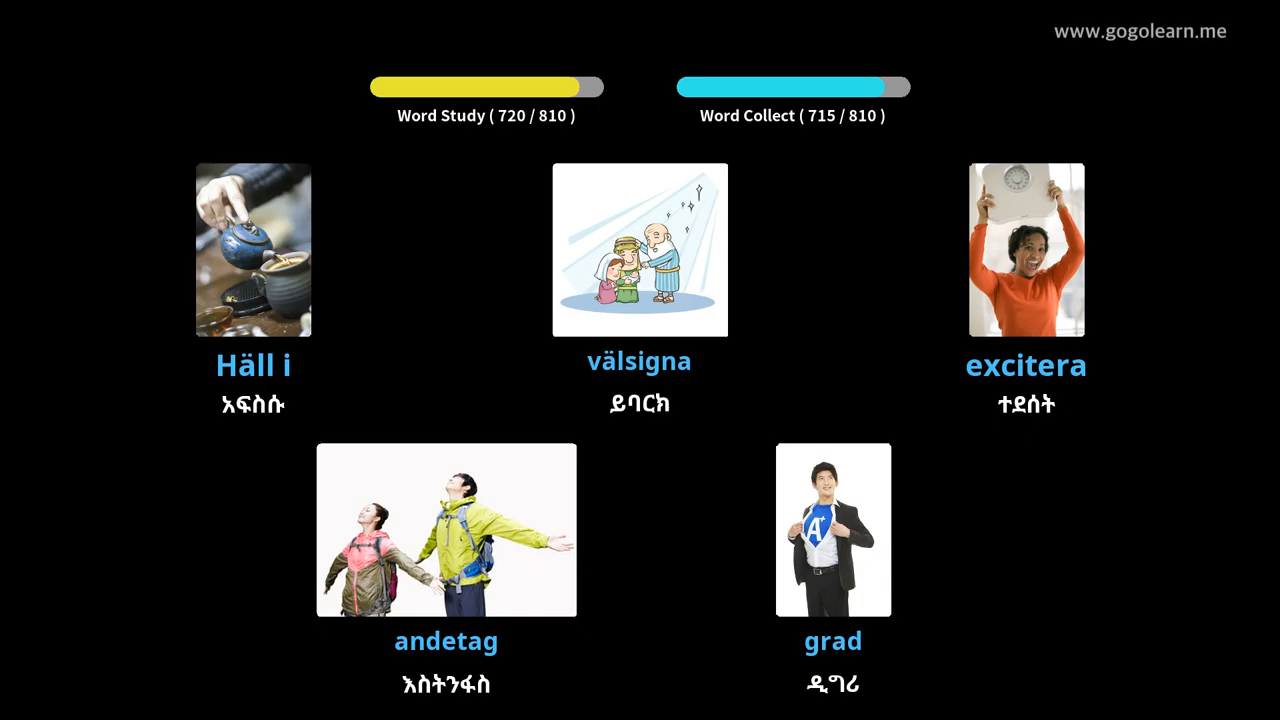 www.gogolearn.me
Word Study ( 720 / 810 )
Word Collect ( 715 / 810 )
Häll i
välsigna
excitera
አፍስሱ
ይባርክ
ተደሰት
A+
andetag
grad
እስትንፋስ
ዲግሪ